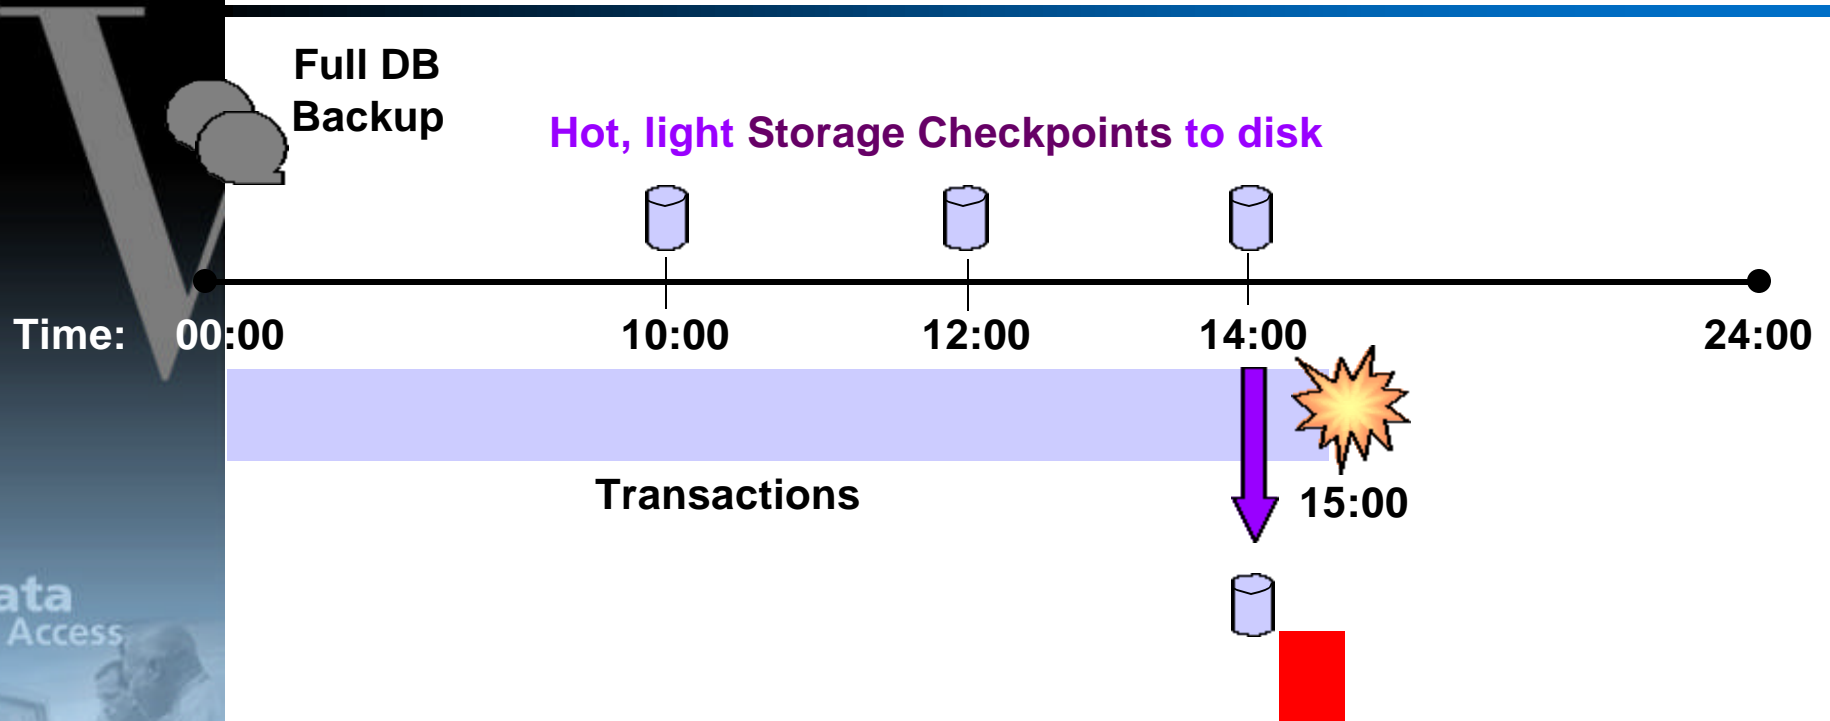 Full DB
Backup
Hot, light Storage Checkpoints to disk
Time: 00:00 10:00 12:00 14:00 24:00
Transactions
15:00
ata
Access